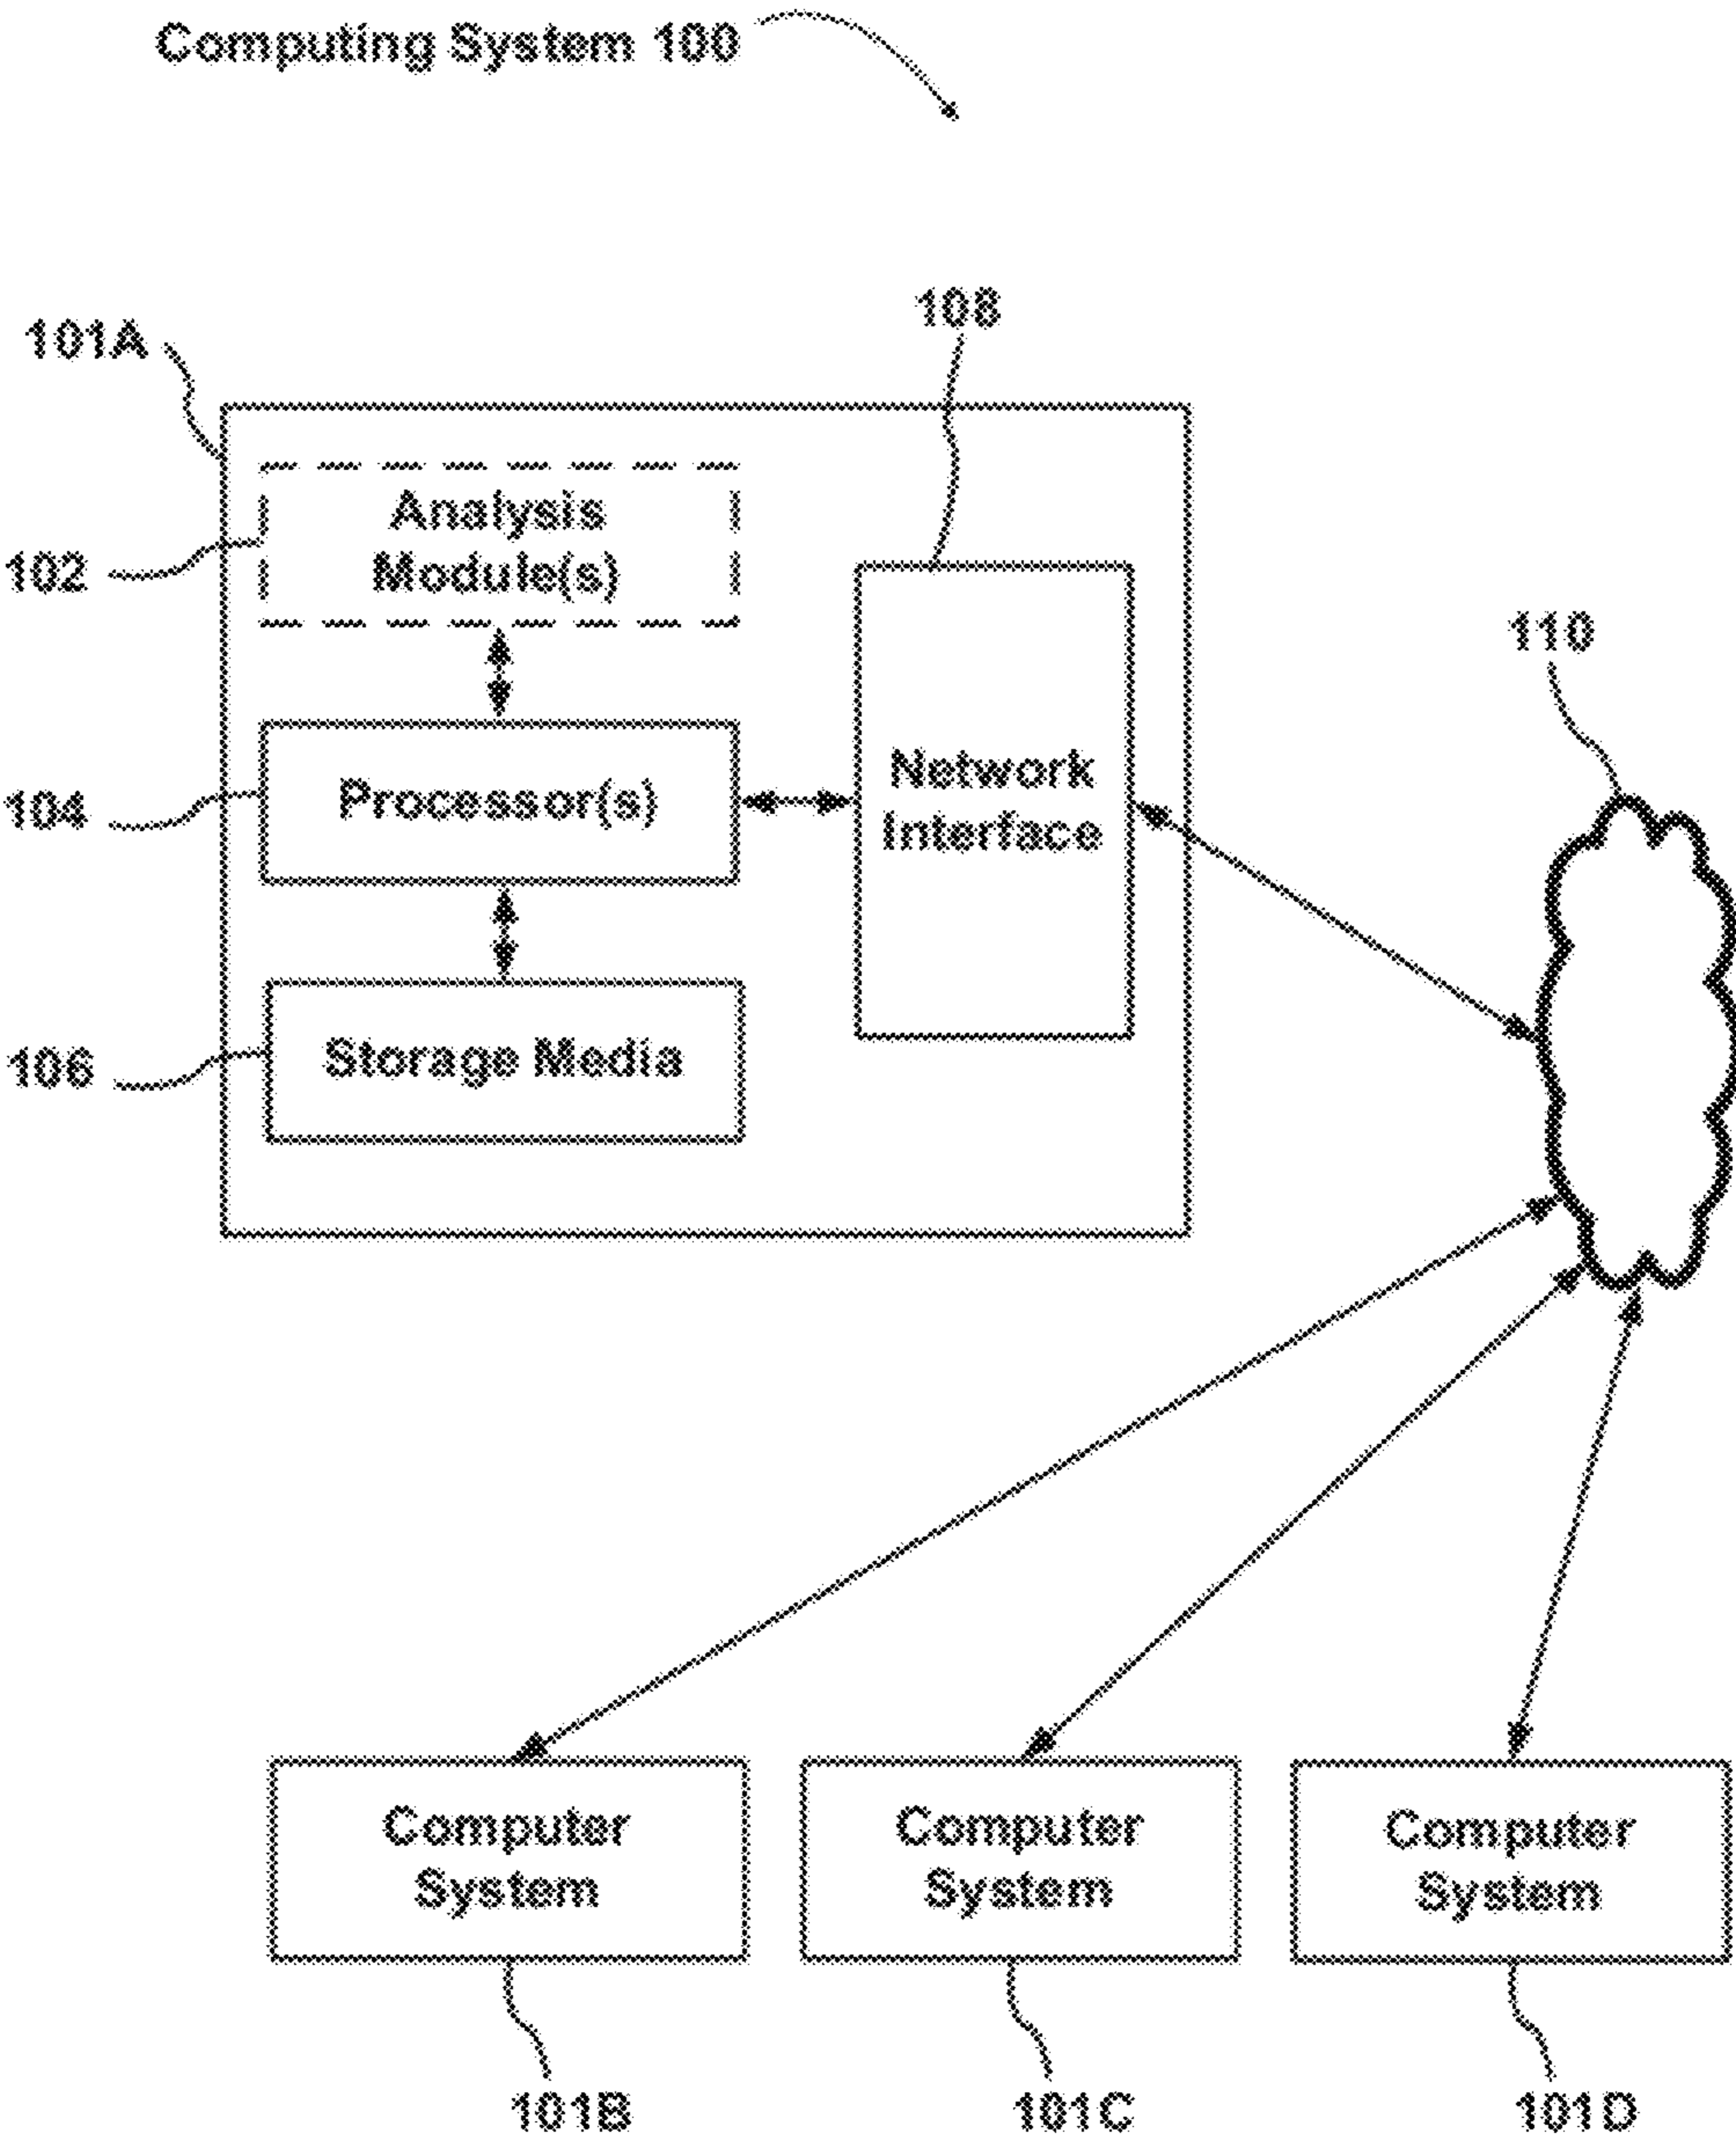 Computing System 100
108
101A
Analysis
Module(s)
102
110
Network
Interface
Processor(s)
104
Storage Media
106
Computer
System
Computer
System
Computer
System
101B
101C
101D